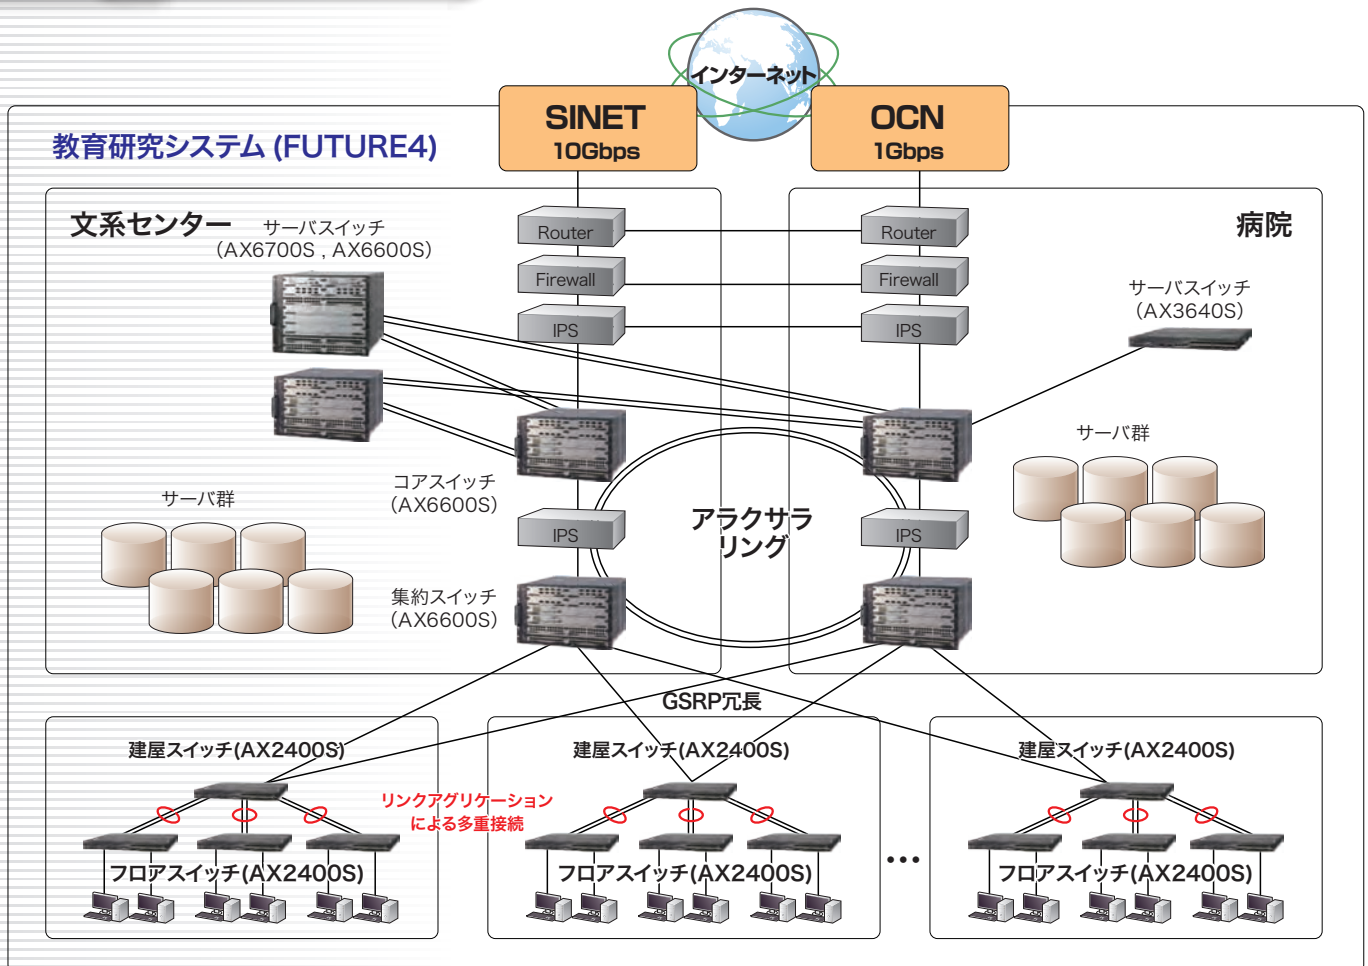 インターネット
SINET
10Gbps
OCN
1Gbps
教育研究システム (FUTURE4)
文系センター
サーバスイッチ
(AX6700S , AX6600S)
Router
Firewall
IPS
Router
Firewall
IPS
病院
サーバスイッチ
(AX3640S)
サーバ群
コアスイッチ
(AX6600S)
サーバ群
IPS
アラクサラ
リング
IPS
集約スイッチ
(AX6600S)
GSRP冗長
建屋スイッチ(AX2400S)
建屋スイッチ(AX2400S)
建屋スイッチ(AX2400S)
リンクアグリケーション
による多重接続
フロアスイッチ(AX2400S)
フロアスイッチ(AX2400S)
•••
フロアスイッチ(AX2400S)